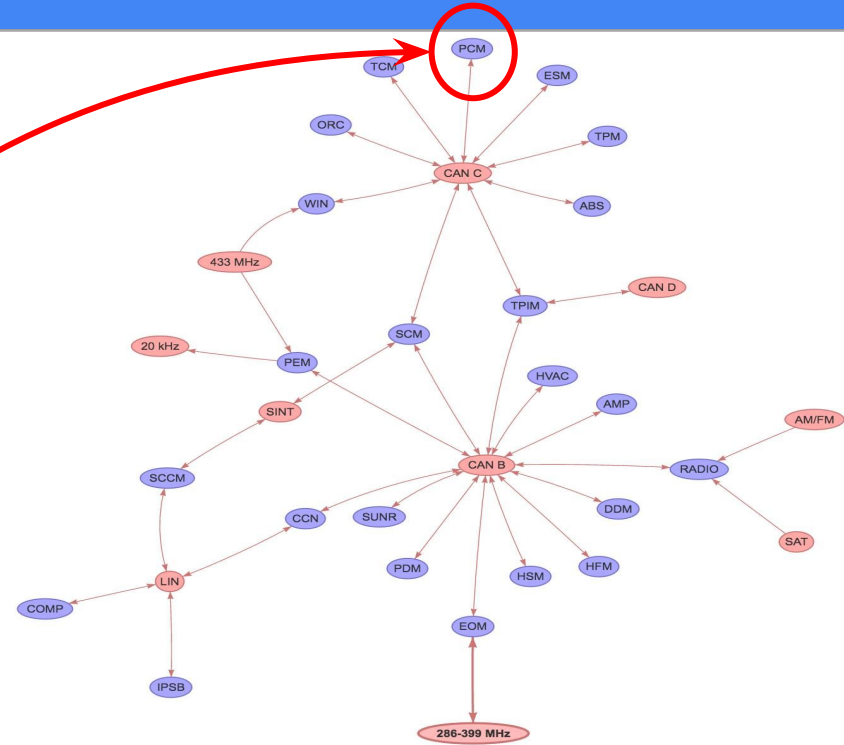 PCM
TCM
ESM
ORC
TPM
CAN C
WIN
ABS
433 MHz
CAN D
TPIM
SCM
20 kHz
PEM
HVAC
AMP
SINT
AM/FM
CAN B
RADIO
SCCM
DDM
CCN
SUNR
SAT
PDM
HFM
HSM
LIN
COMP
EOM
IPSB
286-399 MHz